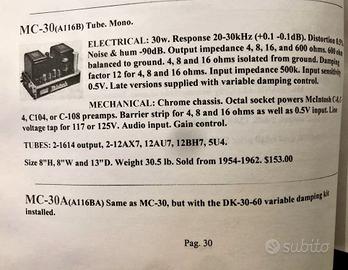 MC-30(A116B) Tube. Mono.
ELECTRICAL: 30w. Response 20-30kHz (+0.1 -0.1dB). Distortion
Noise & hum -90dB. Output impedance 4, 8, 16, and 600 ohms. 600 ohm
balanced to ground. 4, 8 and 16 ohms isolated from ground. Damping
factor 12 for 4, 8 and 16 ohms. Input impedance 500k. Input sensitivity
0.5V. Late versions supplied with variable damping control.
MECHANICAL: Chrome chassis. Octal socket powers McIntosh
4, C104, or C-108 preamps. Barrier strip for 4, 8 and 16 ohms as well as 0.5V input. Line
voltage tap for 117 or 125V. Audio input. Gain control.
TUBES: 2-1614 output, 2-12AX7, 12AU7, 12BH7, 5U4.
Size 8"H, 8"W and 13"D. Weight 30.5 lb. Sold from 1954-1962. $153.00
MC-30A(A116BA) Same as MC-30, but with the DK-30-60 variable damping kit
installed.
Pag. 30
subito